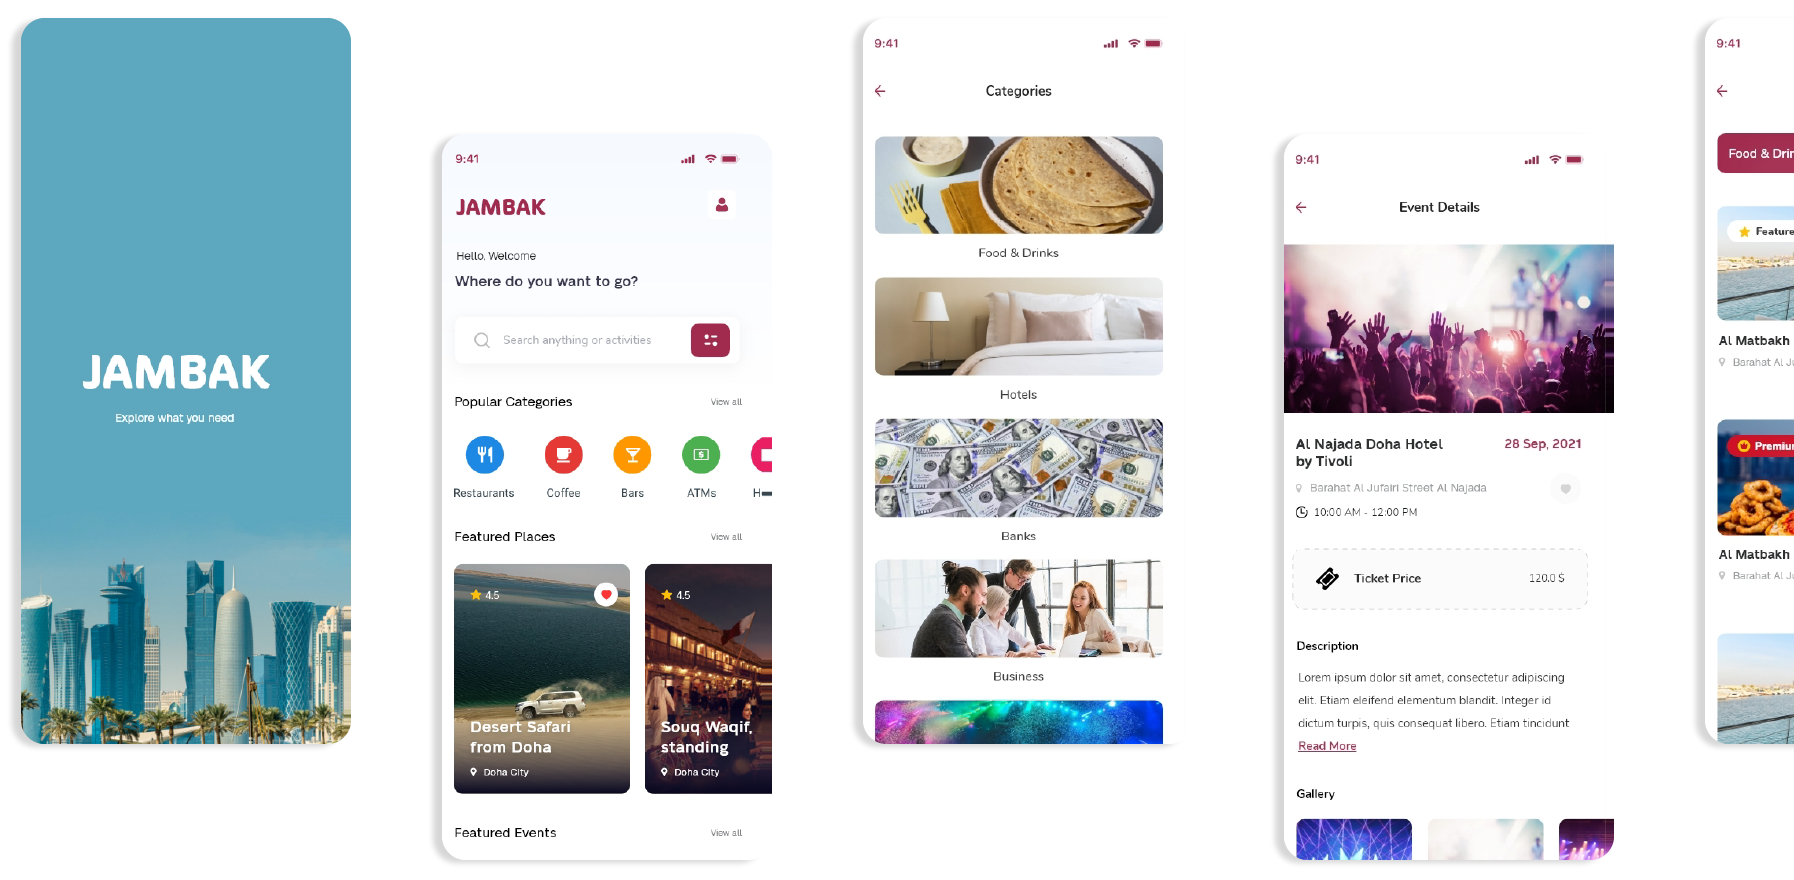 JAMBAK
Explore what you need
9:41
JAMBAK
Hello, Welcome
Where do you want to go?
Search anything or activities
Popular Categories
View all
Restaurants
Coffee
Bars
ATMs
Featured Places
View all
4.5
Desert Safari
from Doha
Doha City
4.5
Souq Waqif,
standing
Doha City
Featured Events
View all
9:41
Categories
Food & Drinks
Hotels
Banks
Business
9:41
Event Details
Al Najada Doha Hotel
by Tivoli
28 Sep, 2021
Barahat Al Jufairi Street Al Najada
10:00 AM - 12:00 PM
Ticket Price
120.0 $
Description
Lorem ipsum dolor sit amet, consectetur adipiscing
elit. Etiam eleifend elementum blandit. Integer id
dictum turpis, quis consequat libero. Etiam tincidunt
Read More
Gallery
9:41
Food & Drin
Feature
Al Matbakh
Barahat Al Ju
Premiu
Al Matbakh
Barahat Al Ju